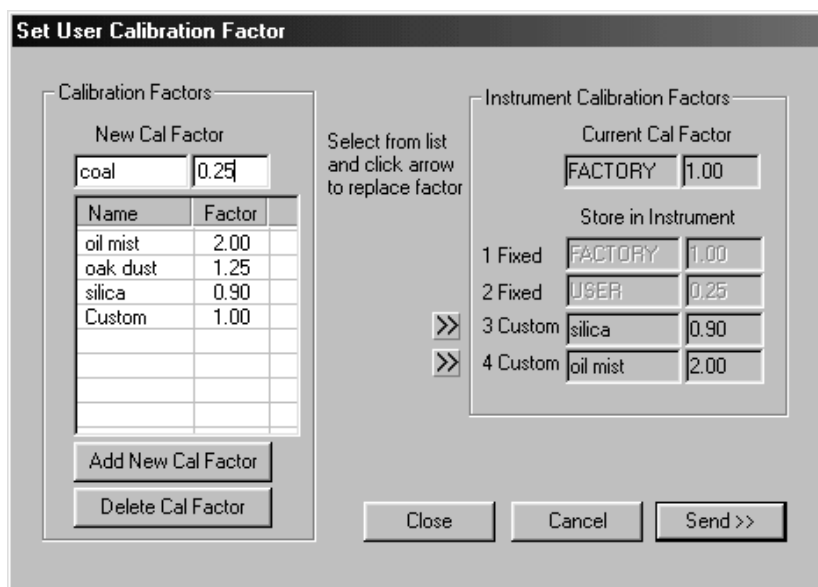 Set User Calibration Factor
Calibration Factors
New Cal Factor
coal 0.25
Name Factor
oil mist 2.00
oak dust 1.25
silica 0.90
Custom 1.00
Add New Cal Factor
Delete Cal Factor
Select from list
and click arrow
to replace factor
>>
>>
Instrument Calibration Factors
Current Cal Factor
FACTORY 1.00
Store in Instrument
1 Fixed FACTORY 1.00
2 Fixed USER 0.25
3 Custom silica 0.90
4 Custom oil mist 2.00
Close Cancel Send >>